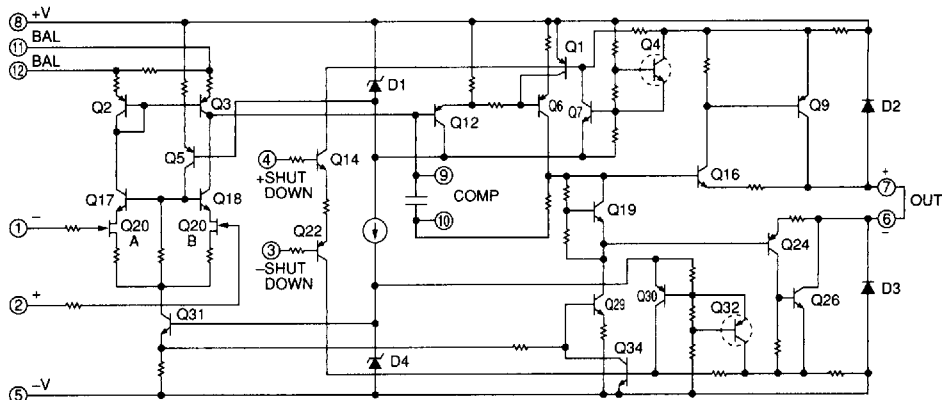 8 +V
11 BAL
12 BAL
Q1
Q4
Q2
Q3
D1
Q6
Q7
Q9
D2
Q12
Q5
4
+SHUT
DOWN
Q14
9
COMP
10
Q16
+
7
OUT
6
−
Q17
Q18
Q19
1 −
Q20
A
Q20
B
Q22
3
−SHUT
DOWN
Q24
2 +
Q29
Q30
Q32
Q26
D3
Q31
D4
Q34
5 −V